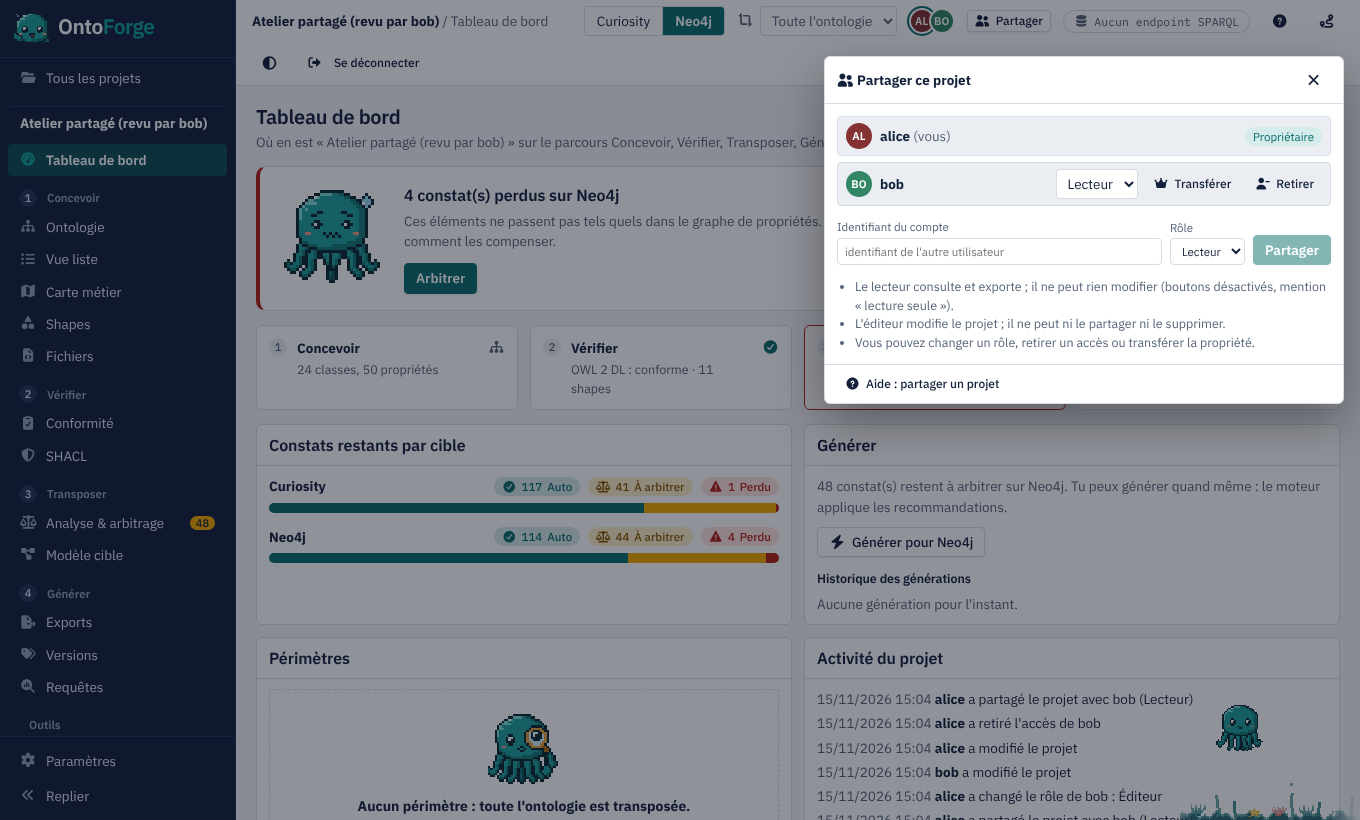 OntoForge
Tous les projets
Atelier partagé (revu par bob)
Tableau de bord
1 Concevoir
Ontologie
Vue liste
Carte métier
Shapes
Fichiers
2 Vérifier
Conformité
SHACL
3 Transposer
Analyse & arbitrage 48
Modèle cible
4 Générer
Exports
Versions
Requêtes
Outils
Paramètres
Replier
Atelier partagé (revu par bob) / Tableau de bord
Curiosity Neo4j
Toute l'ontologie
AL BO
Partager
Aucun endpoint SPARQL
Se déconnecter
Tableau de bord
Où en est « Atelier partagé (revu par bob) » sur le parcours Concevoir, Vérifier, Transposer, Gén
4 constat(s) perdus sur Neo4j
Ces éléments ne passent pas tels quels dans le graphe de propriétés.
comment les compenser.
Arbitrer
1 Concevoir
24 classes, 50 propriétés
2 Vérifier
OWL 2 DL : conforme · 11
shapes
Partager ce projet
AL alice (vous) Propriétaire
BO bob Lecteur Transférer Retirer
Identifiant du compte Rôle
identifiant de l'autre utilisateur Lecteur Partager
• Le lecteur consulte et exporte ; il ne peut rien modifier (boutons désactivés, mention
« lecture seule »).
• L'éditeur modifie le projet ; il ne peut ni le partager ni le supprimer.
• Vous pouvez changer un rôle, retirer un accès ou transférer la propriété.
Aide : partager un projet
Constats restants par cible
Curiosity 117 Auto 41 À arbitrer 1 Perdu
Neo4j 114 Auto 44 À arbitrer 4 Perdu
Générer
48 constat(s) restent à arbitrer sur Neo4j. Tu peux générer quand même : le moteur
applique les recommandations.
Générer pour Neo4j
Historique des générations
Aucune génération pour l'instant.
Périmètres
Aucun périmètre : toute l'ontologie est transposée.
Activité du projet
15/11/2026 15:04 alice a partagé le projet avec bob (Lecteur)
15/11/2026 15:04 alice a retiré l'accès de bob
15/11/2026 15:04 alice a modifié le projet
15/11/2026 15:04 bob a modifié le projet
15/11/2026 15:04 alice a changé le rôle de bob : Éditeur
15/11/2026 15:04 alice a partagé le projet avec bob (Lecteur)